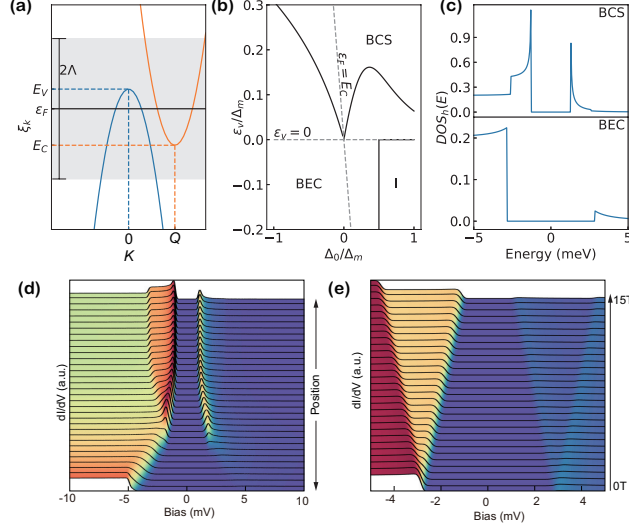 (a)
2Λ
E_V
ε_F
ξ_k
E_C
0
Q
K
(b)
0.3
0.2
0.1
0.0
−0.1
−0.2
ε_v/Δ_m
BCS
ε_F=E_C
ε_v = 0
BEC
I
−1
0
1
Δ_0/Δ_m
(c)
BCS
0.9
0.6
0.3
0.0
DOS_h(E)
BEC
0.2
0.0
−5
0
5
Energy (meV)
(d)
dI/dV (a.u.)
Position
-10
-5
0
5
10
Bias (mV)
(e)
dI/dV (a.u.)
15T
0T
-4
-2
0
2
4
Bias (mV)